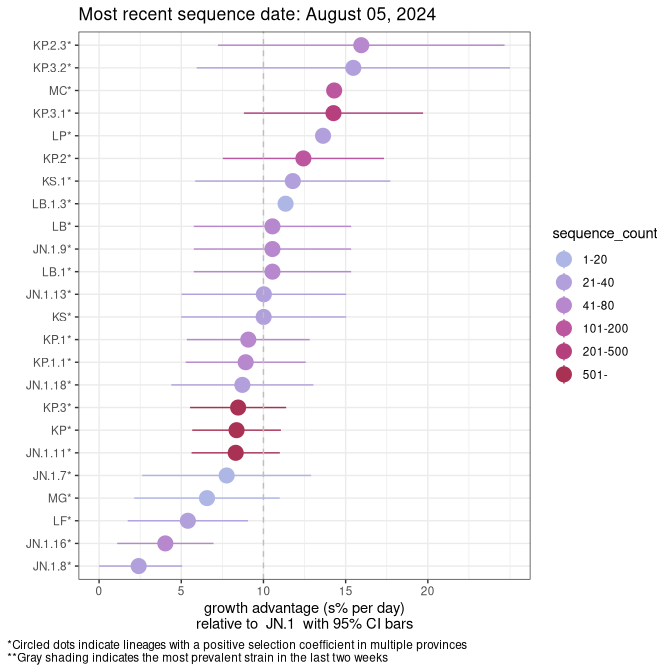 Most recent sequence date: August 05, 2024
KP.2.3*
KP.3.2*
MC*
KP.3.1*
LP*
KP.2*
KS.1*
LB.1.3*
LB*
JN.1.9*
LB.1*
JN.1.13*
KS*
KP.1*
KP.1.1*
JN.1.18*
KP.3*
KP*
JN.1.11*
JN.1.7*
MG*
LF*
JN.1.16*
JN.1.8*
0 5 10 15 20
growth advantage (s% per day)
relative to JN.1 with 95% CI bars
sequence_count
1-20
21-40
41-80
101-200
201-500
501-
*Circled dots indicate lineages with a positive selection coefficient in multiple provinces
**Gray shading indicates the most prevalent strain in the last two weeks